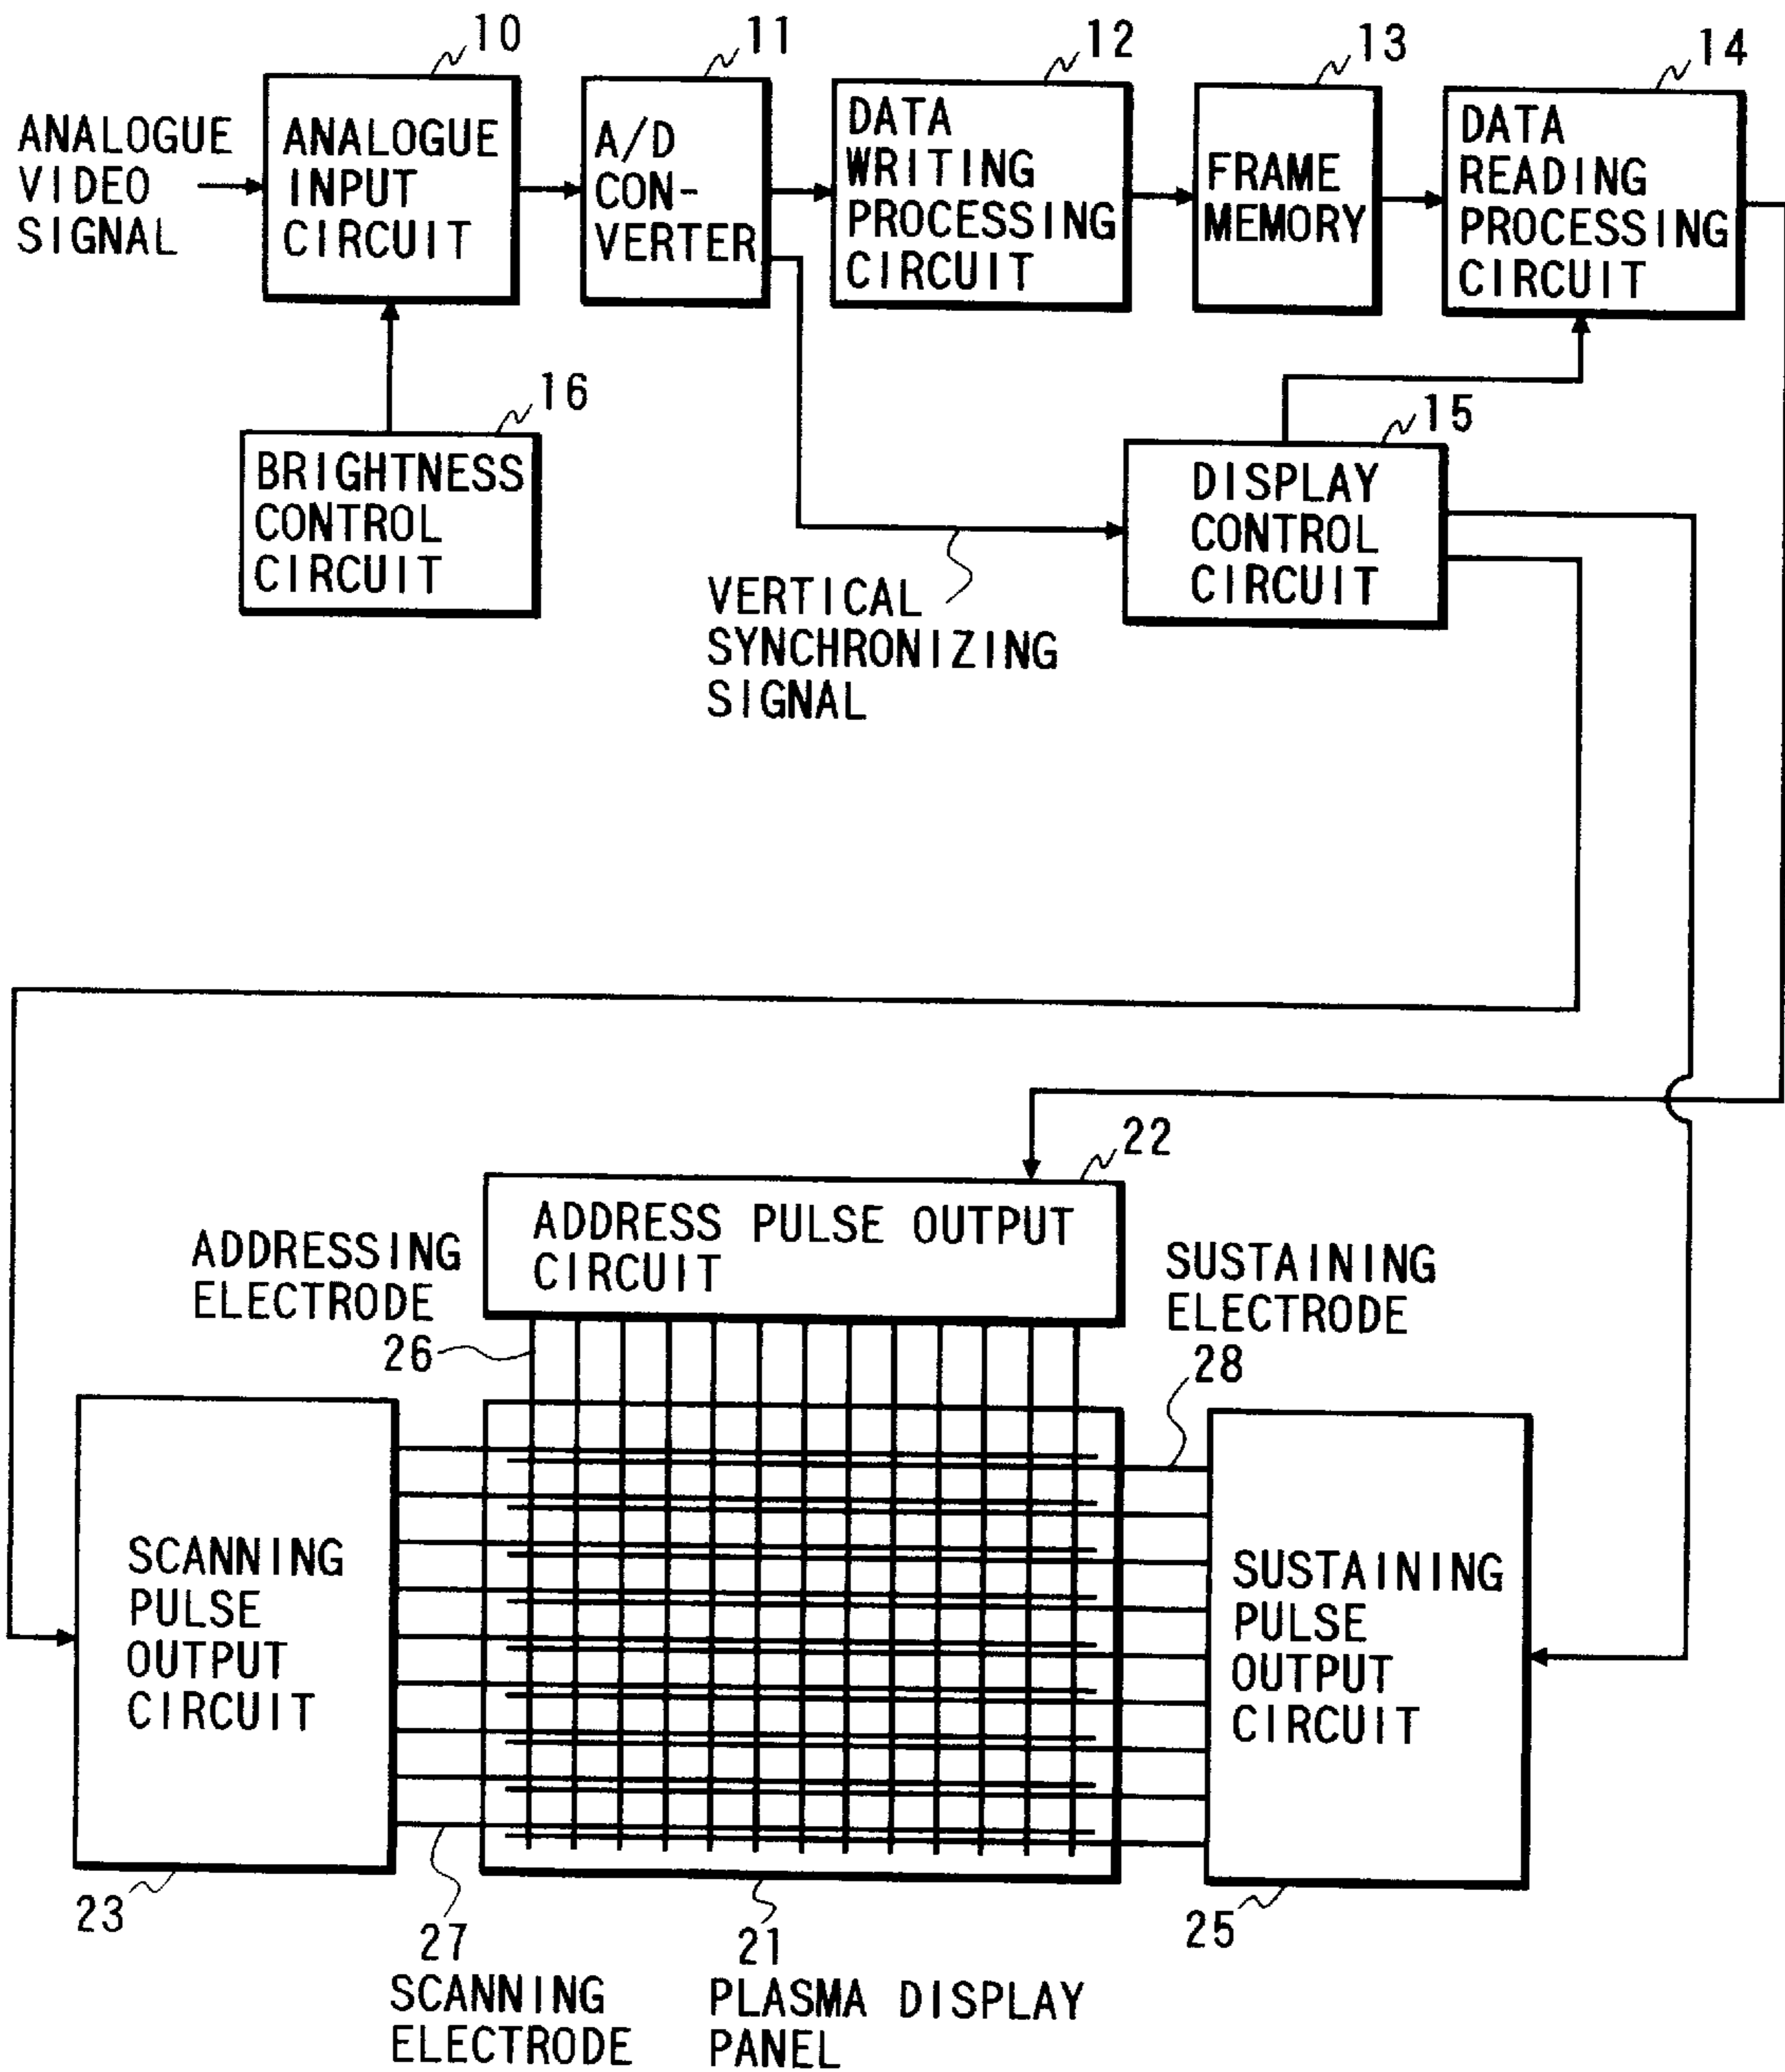 10
11
12
13
14
ANALOGUE
VIDEO
SIGNAL
ANALOGUE
INPUT
CIRCUIT
A/D
CON-
VERTER
DATA
WRITING
PROCESSING
CIRCUIT
FRAME
MEMORY
DATA
READING
PROCESSING
CIRCUIT
16
BRIGHTNESS
CONTROL
CIRCUIT
15
DISPLAY
CONTROL
CIRCUIT
VERTICAL
SYNCHRONIZING
SIGNAL
22
ADDRESS PULSE OUTPUT
CIRCUIT
ADDRESSING
ELECTRODE
26
SUSTAINING
ELECTRODE
28
SCANNING
PULSE
OUTPUT
CIRCUIT
SUSTAINING
PULSE
OUTPUT
CIRCUIT
23
27
SCANNING
ELECTRODE
21
PLASMA DISPLAY
PANEL
25